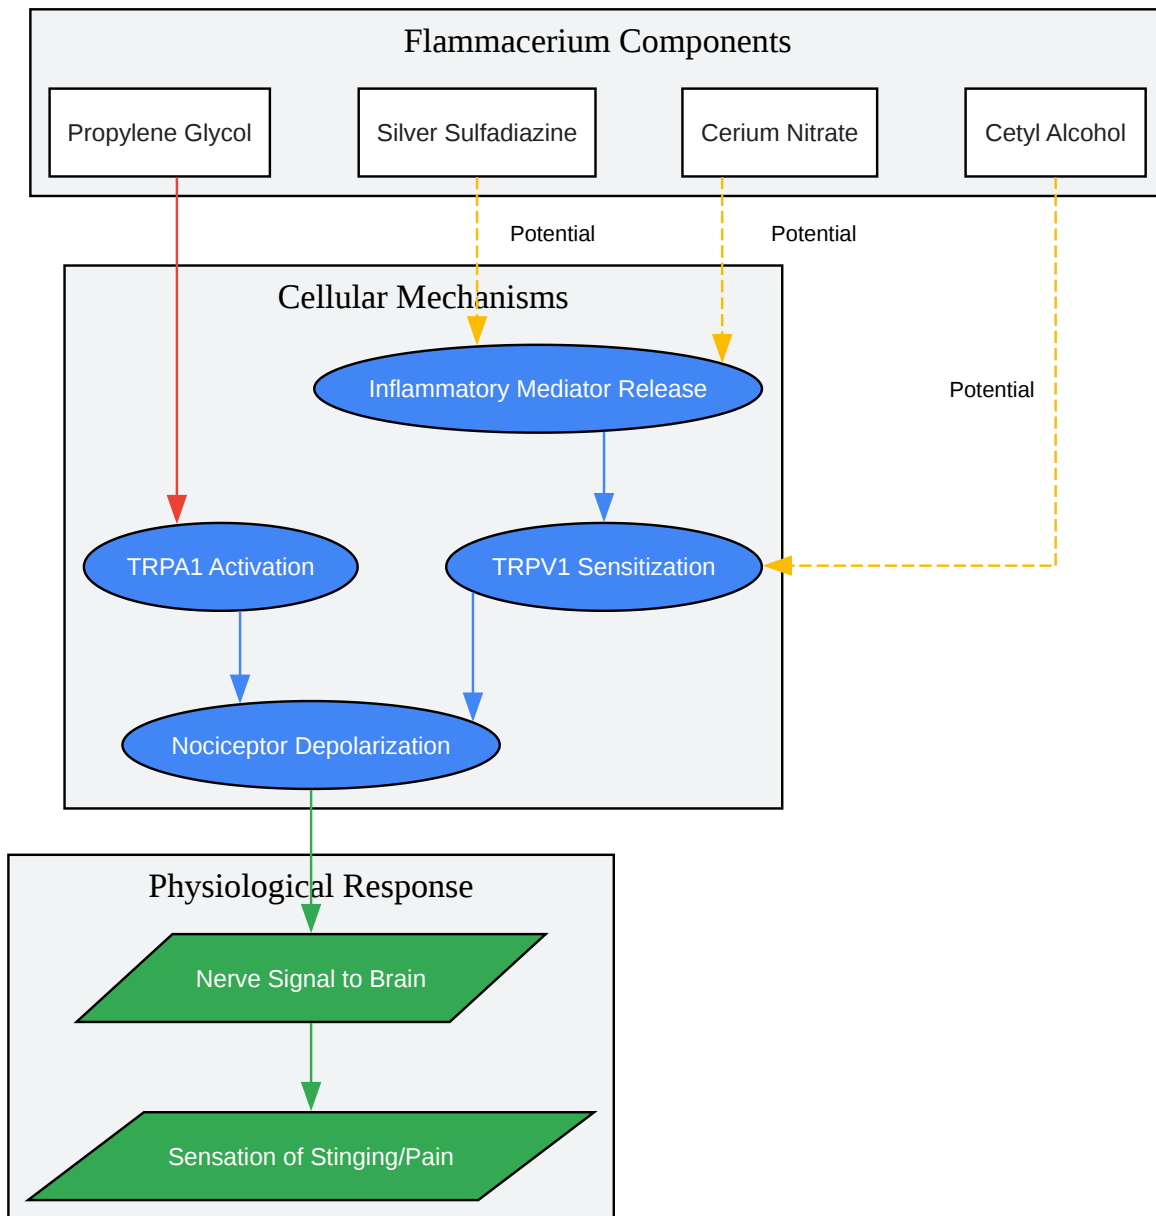 Flammacerium Components
Propylene Glycol
Silver Sulfadiazine
Cerium Nitrate
Cetyl Alcohol
Potential
Potential
Cellular Mechanisms
Inflammatory Mediator Release
Potential
TRPA1 Activation
TRPV1 Sensitization
Nociceptor Depolarization
Physiological Response
Nerve Signal to Brain
Sensation of Stinging/Pain